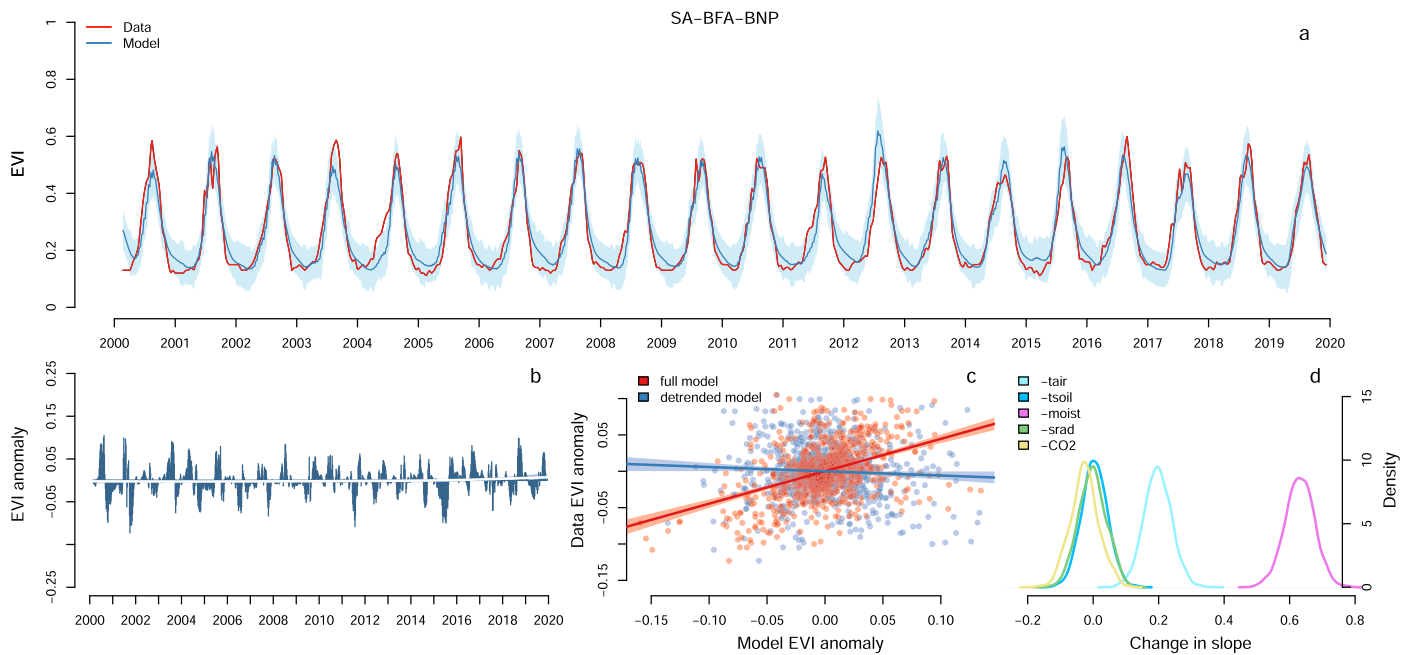 SA−BFA−BNP
a
Data
Model
EVI
1
0.8
0.6
0.4
0.2
0
2000 2001 2002 2003 2004 2005 2006 2007 2008 2009 2010 2011 2012 2013 2014 2015 2016 2017 2018 2019 2020
b
EVI anomaly
0.25
0.15
0.05
−0.05
−0.25
2000 2002 2004 2006 2008 2010 2012 2014 2016 2018 2020
c
full model
detrended model
Data EVI anomaly
0.05
−0.05
−0.15
−0.15 −0.10 −0.05 0.00 0.05 0.10
Model EVI anomaly
d
−tair
−tsoil
−moist
−srad
−CO2
15
10
5
0
Density
−0.2 0.0 0.2 0.4 0.6 0.8
Change in slope